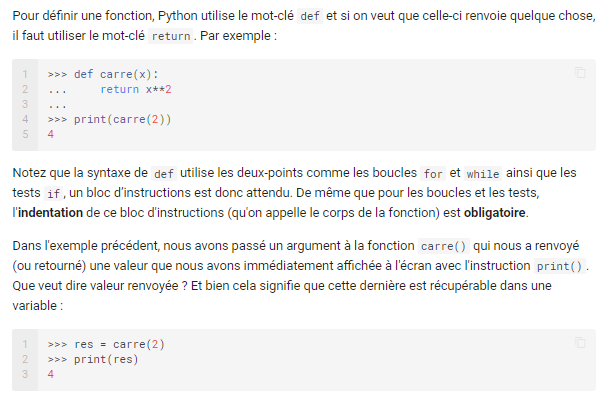 Pour définir une fonction, Python utilise le mot-clé def et si on veut que celle-ci renvoie quelque chose,
il faut utiliser le mot-clé return. Par exemple :
1 >>> def carre(x):
2 ...     return x**2
3 ...
4 >>> print(carre(2))
5 4
Notez que la syntaxe de def utilise les deux-points comme les boucles for et while ainsi que les
tests if, un bloc d'instructions est donc attendu. De même que pour les boucles et les tests,
l'indentation de ce bloc d'instructions (qu'on appelle le corps de la fonction) est obligatoire.
Dans l'exemple précédent, nous avons passé un argument à la fonction carre() qui nous a renvoyé
(ou retourné) une valeur que nous avons immédiatement affichée à l'écran avec l'instruction print().
Que veut dire valeur renvoyée ? Et bien cela signifie que cette dernière est récupérable dans une
variable :
1 >>> res = carre(2)
2 >>> print(res)
3 4